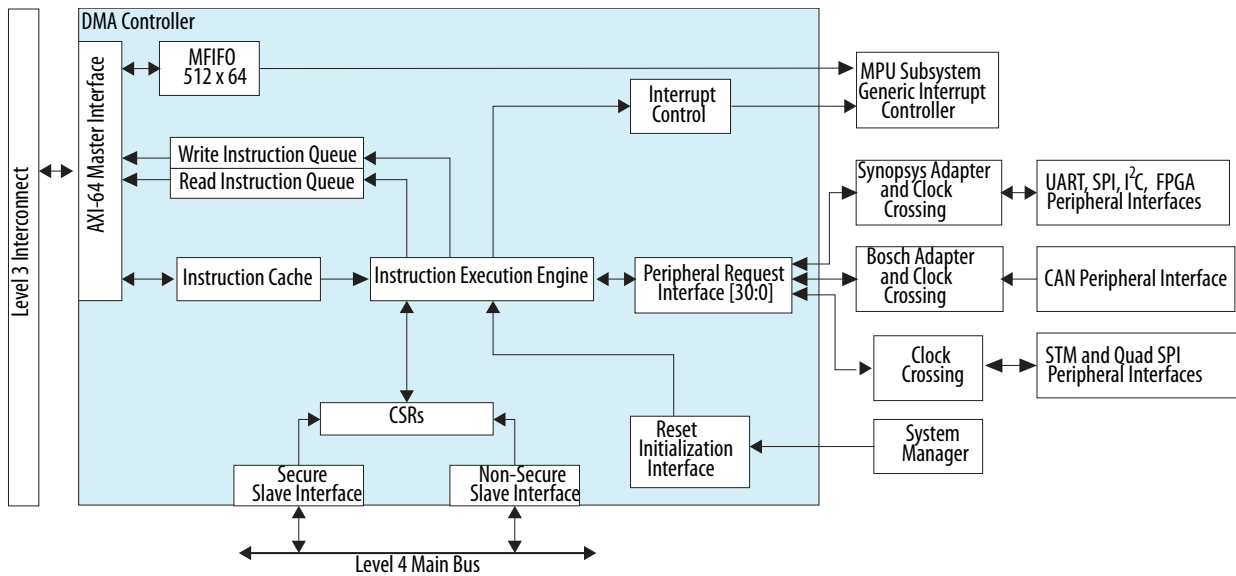 DMA Controller
Level 3 Interconnect
AXI-64 Master Interface
MFIFO
512 x 64
Interrupt
Control
MPU Subsystem
Generic Interrupt
Controller
Write Instruction Queue
Read Instruction Queue
Synopsys Adapter
and Clock
Crossing
UART, SPI, I²C, FPGA
Peripheral Interfaces
Instruction Cache
Instruction Execution Engine
Peripheral Request
Interface [30:0]
Bosch Adapter
and Clock
Crossing
CAN Peripheral Interface
Clock
Crossing
STM and Quad SPI
Peripheral Interfaces
CSRs
Reset
Initialization
Interface
System
Manager
Secure
Slave Interface
Non-Secure
Slave Interface
Level 4 Main Bus